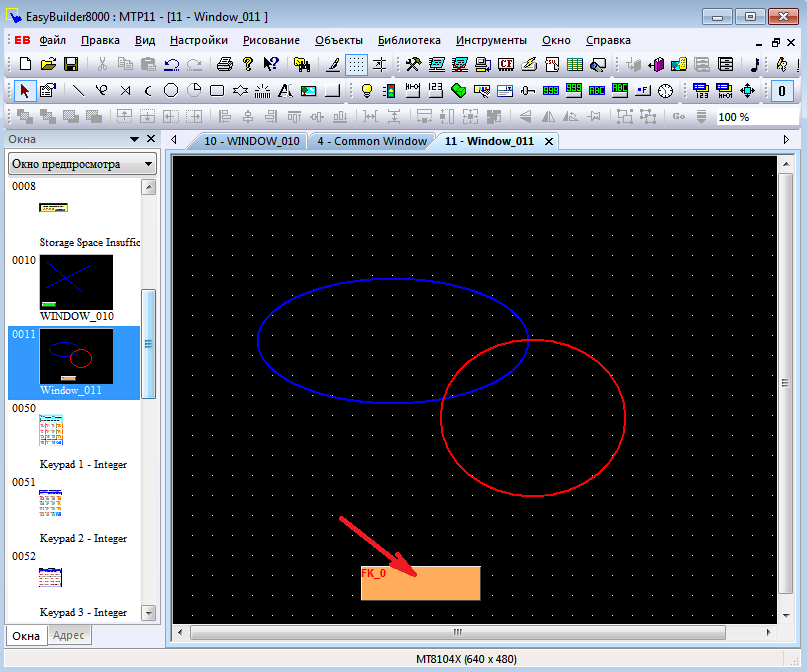 EasyBuilder8000 : MTP11 - [11 - Window_011 ]
EB Файл Правка Вид Настройки Рисование Объекты Библиотека Инструменты Окно Справка
100 %
Окна
Окно предпросмотра
10 - WINDOW_010
4 - Common Window
11 - Window_011
0008
Storage Space Insuffic
0010
WINDOW_010
0011
Window_011
0050
Keypad 1 - Integer
0051
Keypad 2 - Integer
0052
Keypad 3 - Integer
FK_0
Окна Адрес
MT8104X (640 x 480)